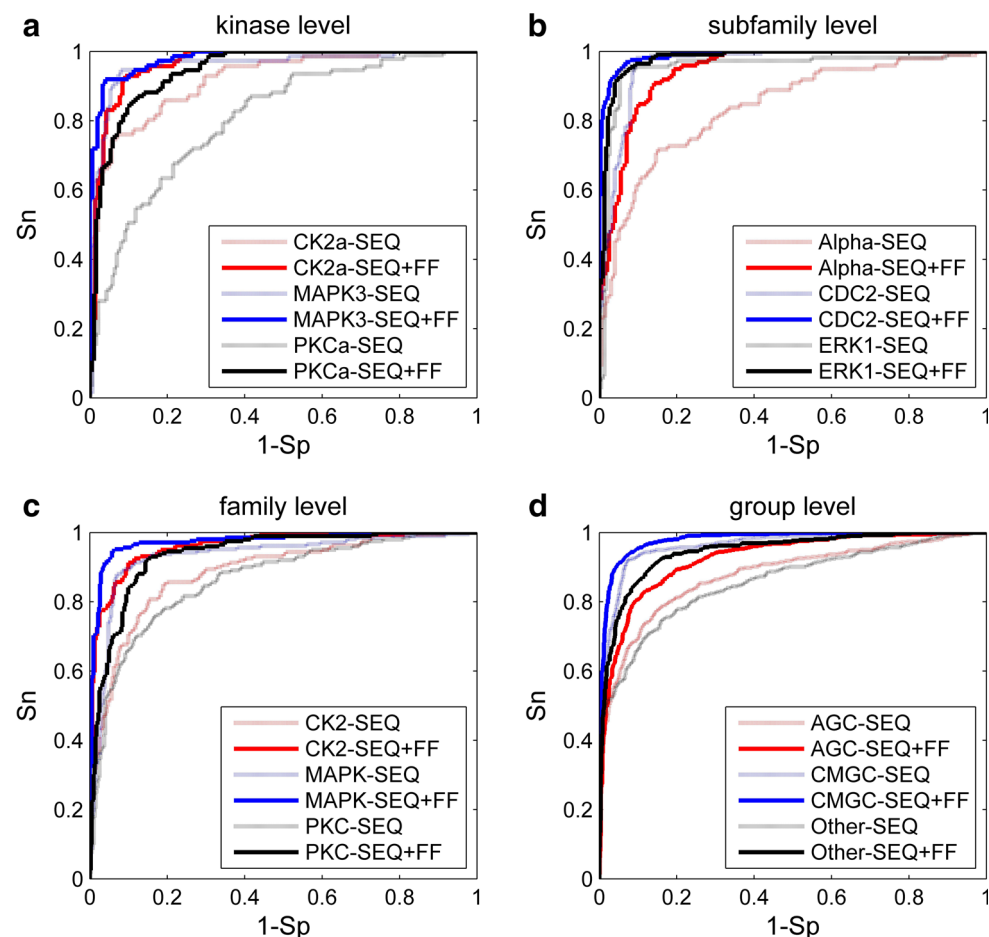 a
kinase level
Sn
1
0.8
0.6
0.4
0.2
0
CK2a-SEQ
CK2a-SEQ+FF
MAPK3-SEQ
MAPK3-SEQ+FF
PKCa-SEQ
PKCa-SEQ+FF
0 0.2 0.4 0.6 0.8 1
1-Sp
b
subfamily level
Sn
1
0.8
0.6
0.4
0.2
0
Alpha-SEQ
Alpha-SEQ+FF
CDC2-SEQ
CDC2-SEQ+FF
ERK1-SEQ
ERK1-SEQ+FF
0 0.2 0.4 0.6 0.8 1
1-Sp
c
family level
Sn
1
0.8
0.6
0.4
0.2
0
CK2-SEQ
CK2-SEQ+FF
MAPK-SEQ
MAPK-SEQ+FF
PKC-SEQ
PKC-SEQ+FF
0 0.2 0.4 0.6 0.8 1
1-Sp
d
group level
Sn
1
0.8
0.6
0.4
0.2
0
AGC-SEQ
AGC-SEQ+FF
CMGC-SEQ
CMGC-SEQ+FF
Other-SEQ
Other-SEQ+FF
0 0.2 0.4 0.6 0.8 1
1-Sp